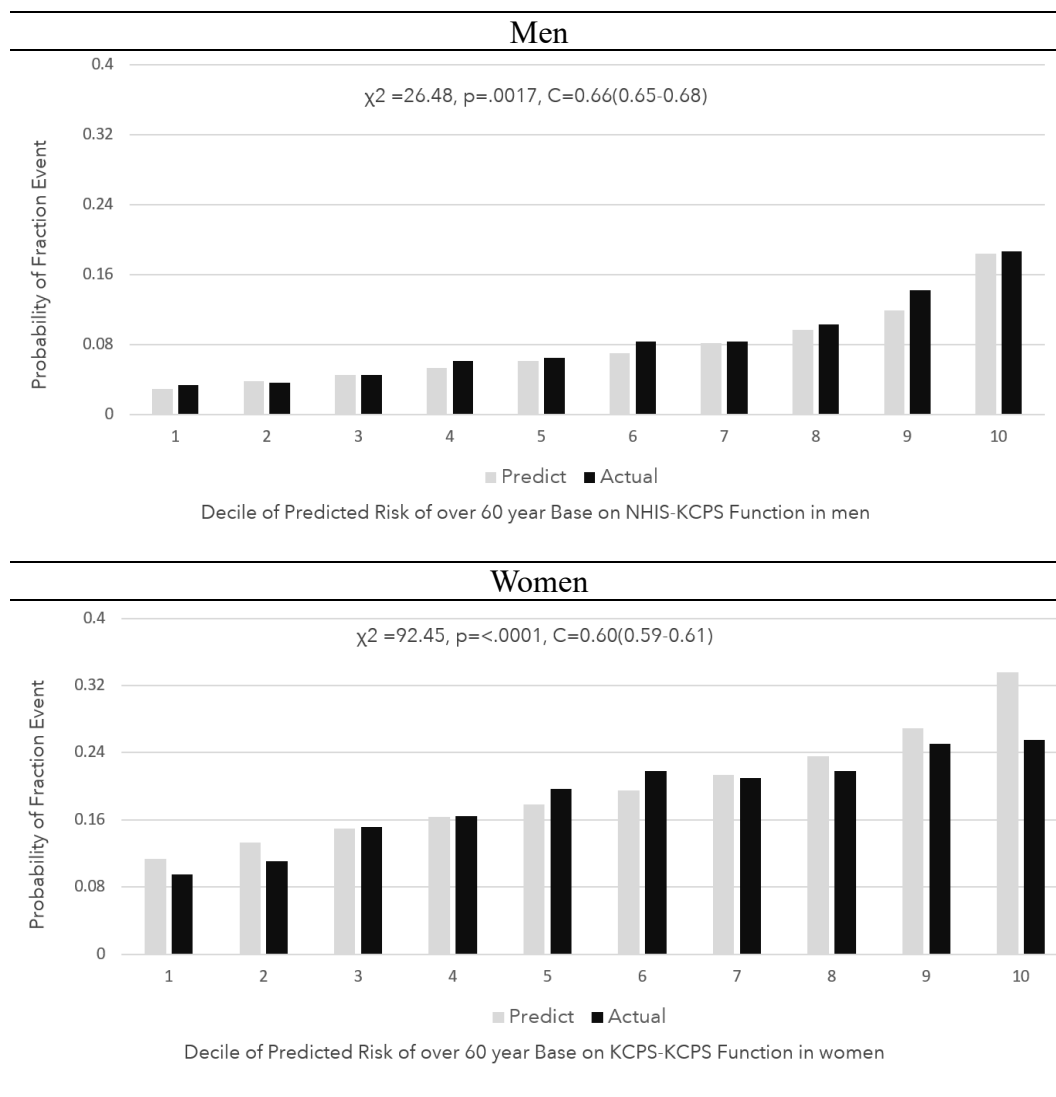 Men
0.4
χ2 =26.48, p=.0017, C=0.66(0.65-0.68)
0.32
0.24
0.16
0.08
0
Probability of Fraction Event
1 2 3 4 5 6 7 8 9 10
Predict Actual
Decile of Predicted Risk of over 60 year Base on NHIS-KCPS Function in men
Women
0.4
χ2 =92.45, p=<.0001, C=0.60(0.59-0.61)
0.32
0.24
0.16
0.08
0
Probability of Fraction Event
1 2 3 4 5 6 7 8 9 10
Predict Actual
Decile of Predicted Risk of over 60 year Base on KCPS-KCPS Function in women